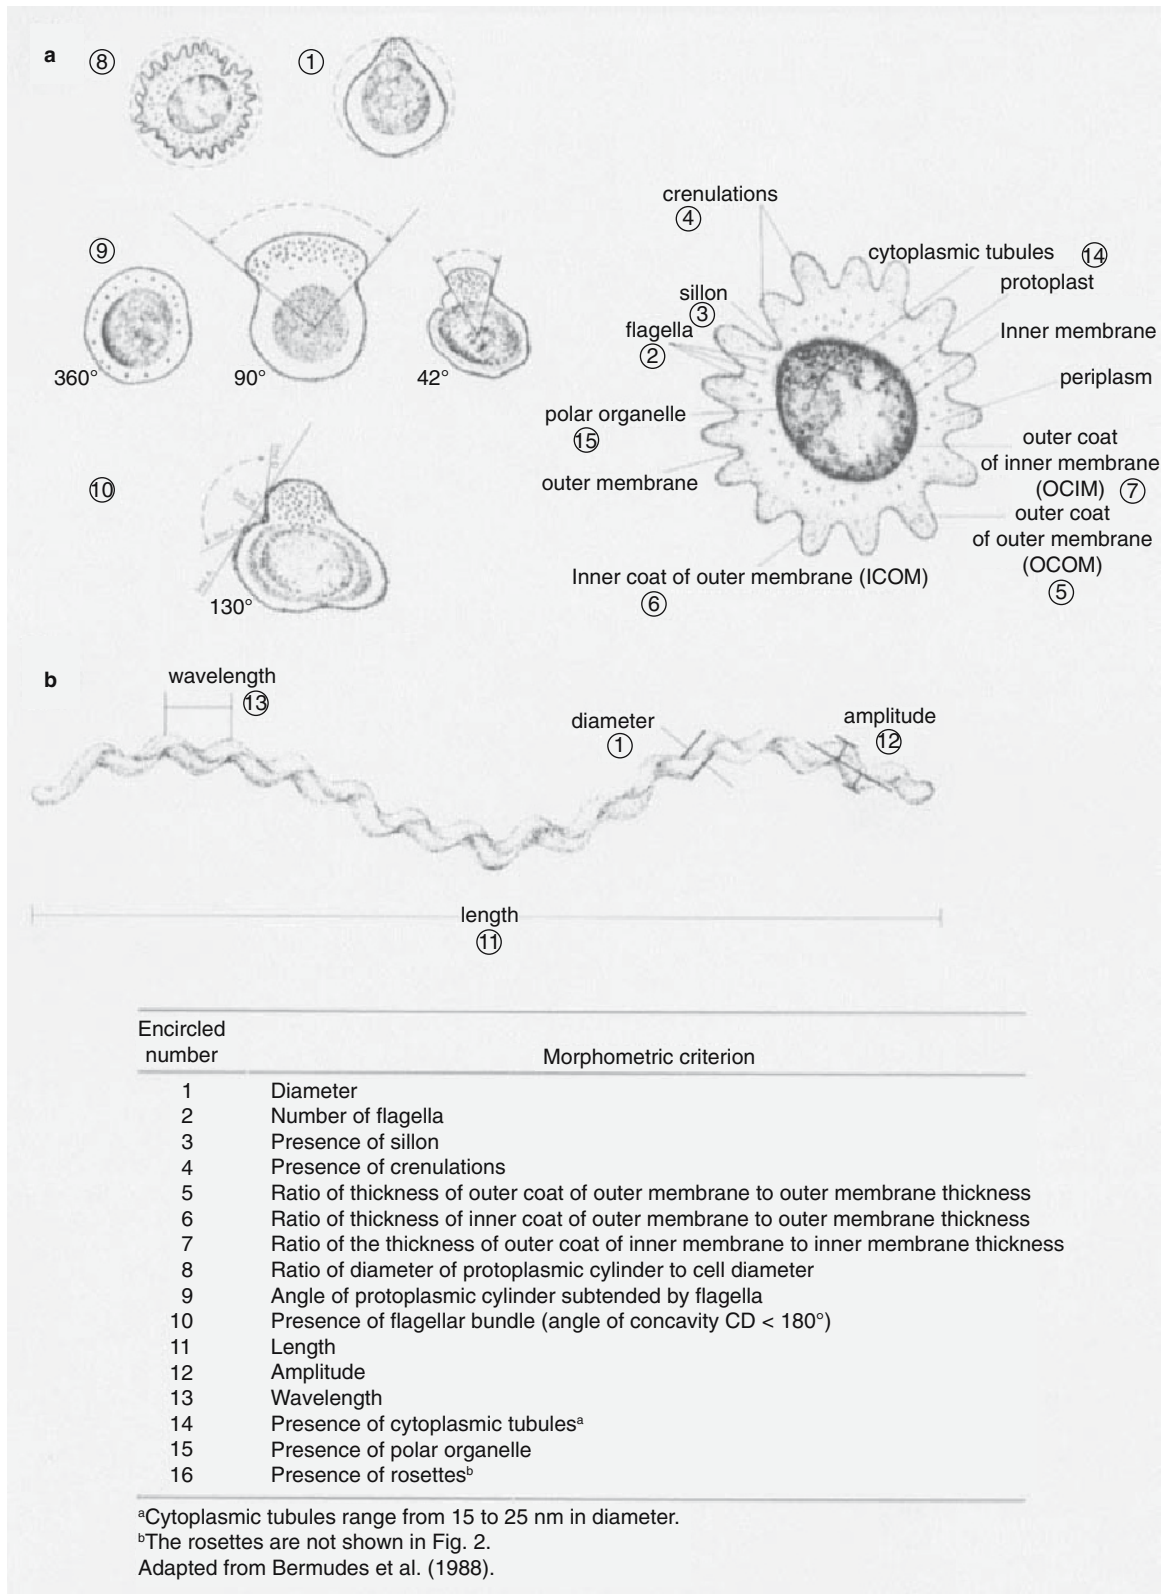 a
8
1
9
360°
90°
42°
10
130°
crenulations
4
cytoplasmic tubules 14
protoplast
sillon
3
flagella
2
Inner membrane
periplasm
polar organelle
15
outer membrane
outer coat
of inner membrane
(OCIM) 7
outer coat
of outer membrane
(OCOM)
5
Inner coat of outer membrane (ICOM)
6
b
wavelength
13
diameter
1
amplitude
12
length
11
Encircled
number Morphometric criterion
1 Diameter
2 Number of flagella
3 Presence of sillon
4 Presence of crenulations
5 Ratio of thickness of outer coat of outer membrane to outer membrane thickness
6 Ratio of thickness of inner coat of outer membrane to outer membrane thickness
7 Ratio of the thickness of outer coat of inner membrane to inner membrane thickness
8 Ratio of diameter of protoplasmic cylinder to cell diameter
9 Angle of protoplasmic cylinder subtended by flagella
10 Presence of flagellar bundle (angle of concavity CD < 180°)
11 Length
12 Amplitude
13 Wavelength
14 Presence of cytoplasmic tubulesᵃ
15 Presence of polar organelle
16 Presence of rosettesᵇ
ᵃCytoplasmic tubules range from 15 to 25 nm in diameter.
ᵇThe rosettes are not shown in Fig. 2.
Adapted from Bermudes et al. (1988).